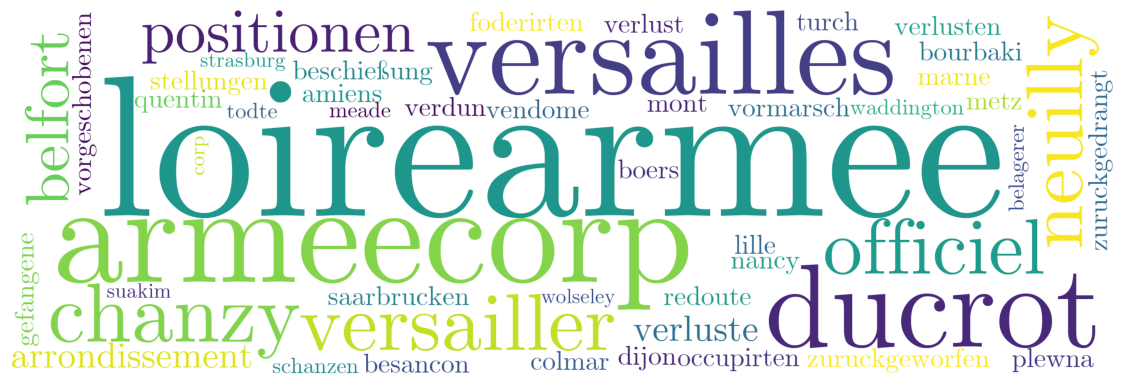 foderirten verlust turch verlusten
positionen versailles bourbaki
strasburg beschießung marne
belfort vorgeschobenen stellungen amiens neuilly
quentin todte meade verdun vendome mont vormarsch waddington metz zuruckgedrangt
loirearmee
corp boers belagerer
armeecorp lille officiel
nancy
gefangene suakim saarbrucken wolseley redoute ducrot
chanzy versailler verluste
arrondissement schanzen besancon colmar dijon occupirten zuruckgeworfen plewna